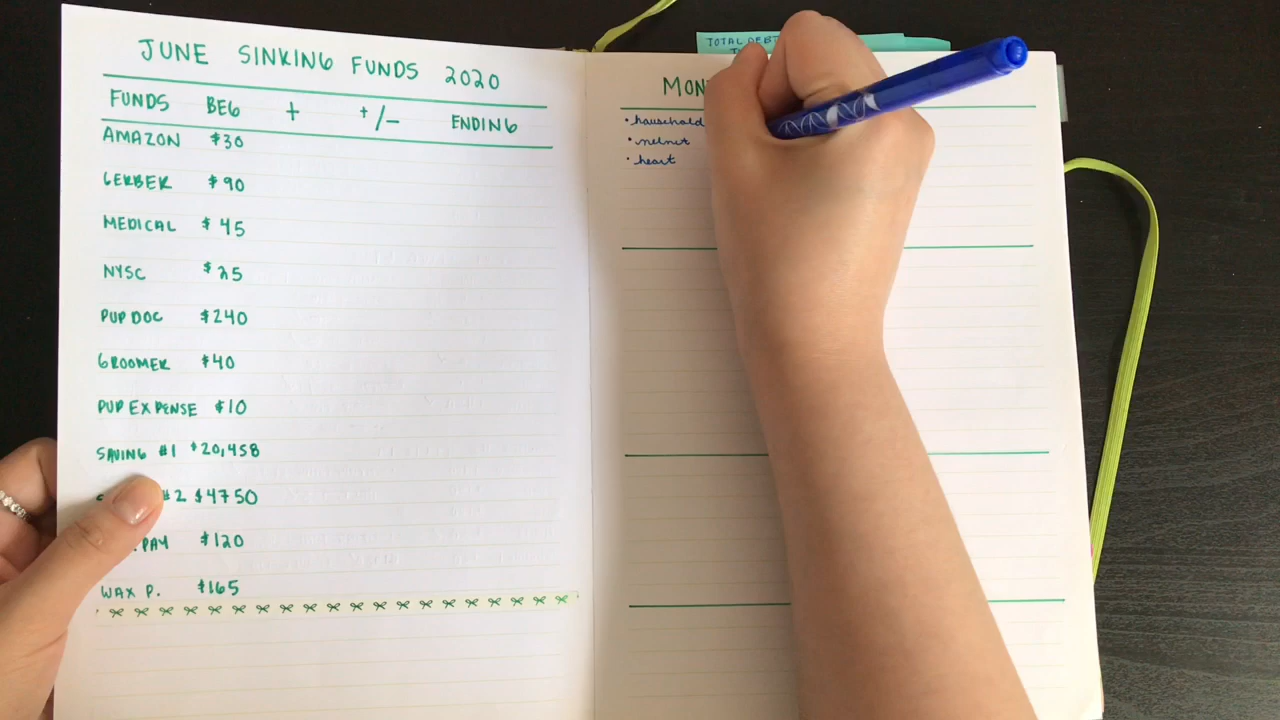 JUNE SINKING FUNDS 2020
FUNDS BEG + +/- ENDING
AMAZON $30
GERBER $90
MEDICAL $45
NYSC $25
PUP DOC $240
GROOMER $40
PUP EXPENSE $10
SAVING #1 $20,458
#2 $4750
PAY $120
WAX P. $165
TOTAL DEBT
MON
• household
• nelnet
• heart